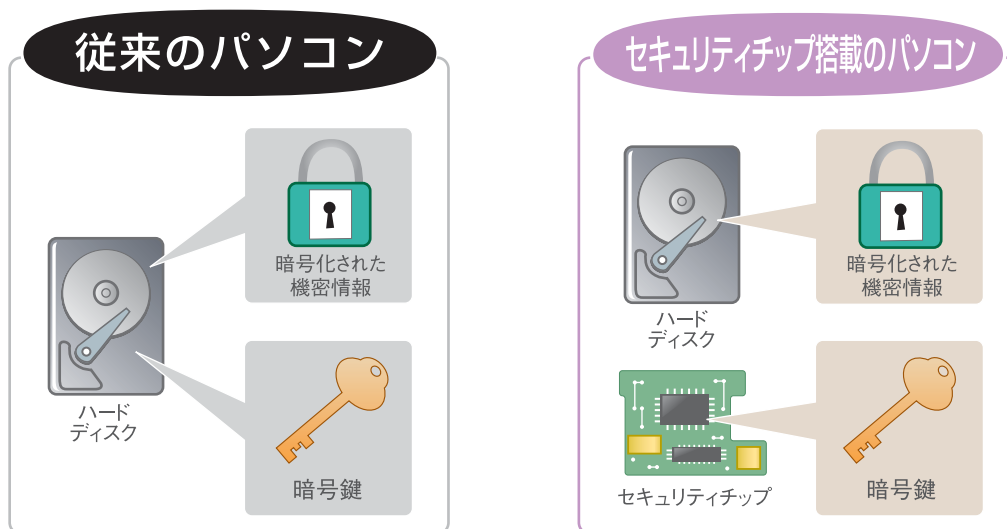 従来のパソコン
暗号化された
機密情報
ハード
ディスク
暗号鍵
セキュリティチップ搭載のパソコン
暗号化された
機密情報
ハード
ディスク
セキュリティチップ
暗号鍵